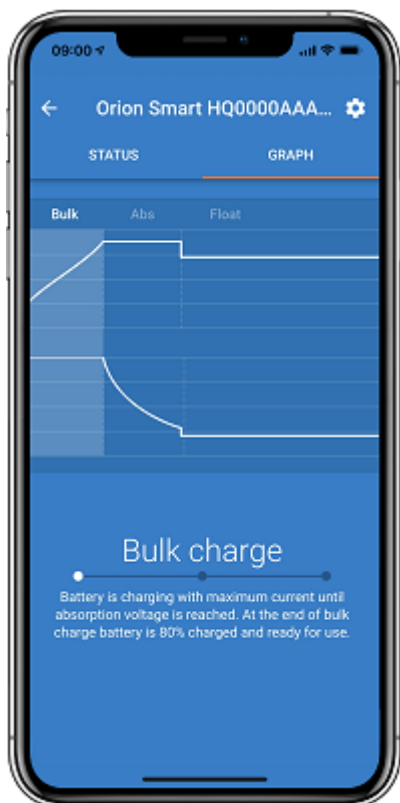 09:00
Orion Smart HQ0000AAA...
STATUS GRAPH
Bulk Abs Float
Bulk charge
Battery is charging with maximum current until
absorption voltage is reached. At the end of bulk
charge battery is 80% charged and ready for use.